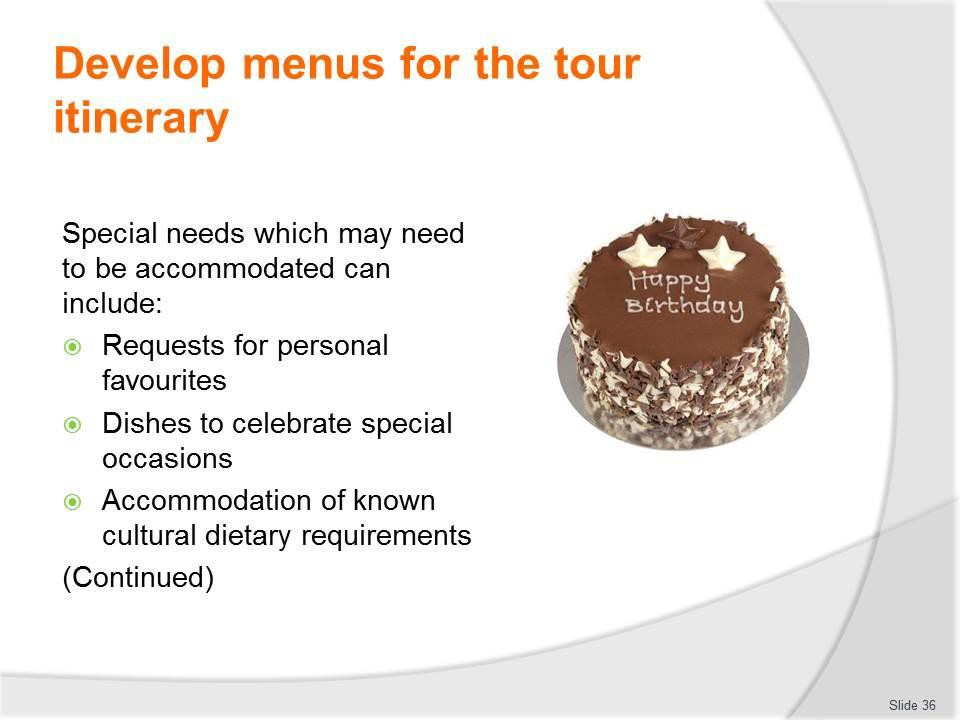 Develop menus for the tour
itinerary
Special needs which may need
to be accommodated can
include:
Requests for personal
favourites
Dishes to celebrate special
occasions
Accommodation of known
cultural dietary requirements
(Continued)
Happy
Birthday
Slide 36